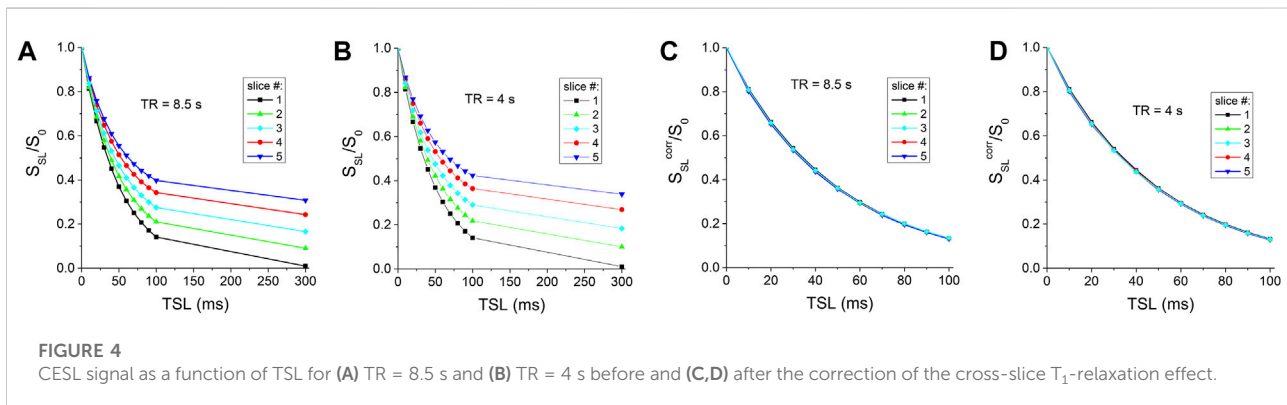 A
S_SL/S_0
1.0
0.8
0.6
0.4
0.2
0.0
0 50 100 150 200 250 300
TSL (ms)
TR = 8.5 s
slice #:
1
2
3
4
5
B
1.0
0.8
0.6
0.4
0.2
0.0
0 50 100 150 200 250 300
TSL (ms)
TR = 4 s
slice #:
1
2
3
4
5
C
S_SL^corr/S_0
1.0
0.8
0.6
0.4
0.2
0.0
0 20 40 60 80 100
TSL (ms)
TR = 8.5 s
slice #:
1
2
3
4
5
D
1.0
0.8
0.6
0.4
0.2
0.0
0 20 40 60 80 100
TSL (ms)
TR = 4 s
slice #:
1
2
3
4
5
FIGURE 4
CESL signal as a function of TSL for (A) TR = 8.5 s and (B) TR = 4 s before and (C,D) after the correction of the cross-slice T₁-relaxation effect.